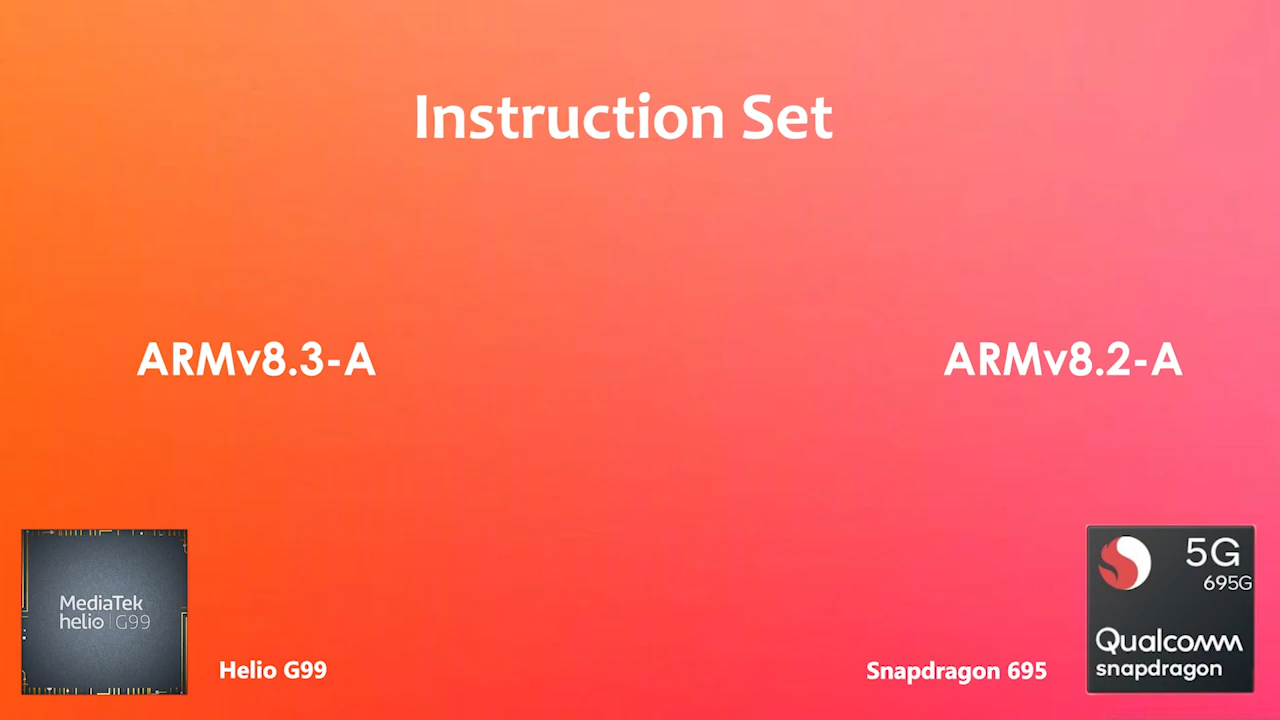 Instruction Set
ARMv8.3-A
ARMv8.2-A
MediaTek
helio G99
Helio G99
Snapdragon 695
5G
695G
Qualcomm
snapdragon